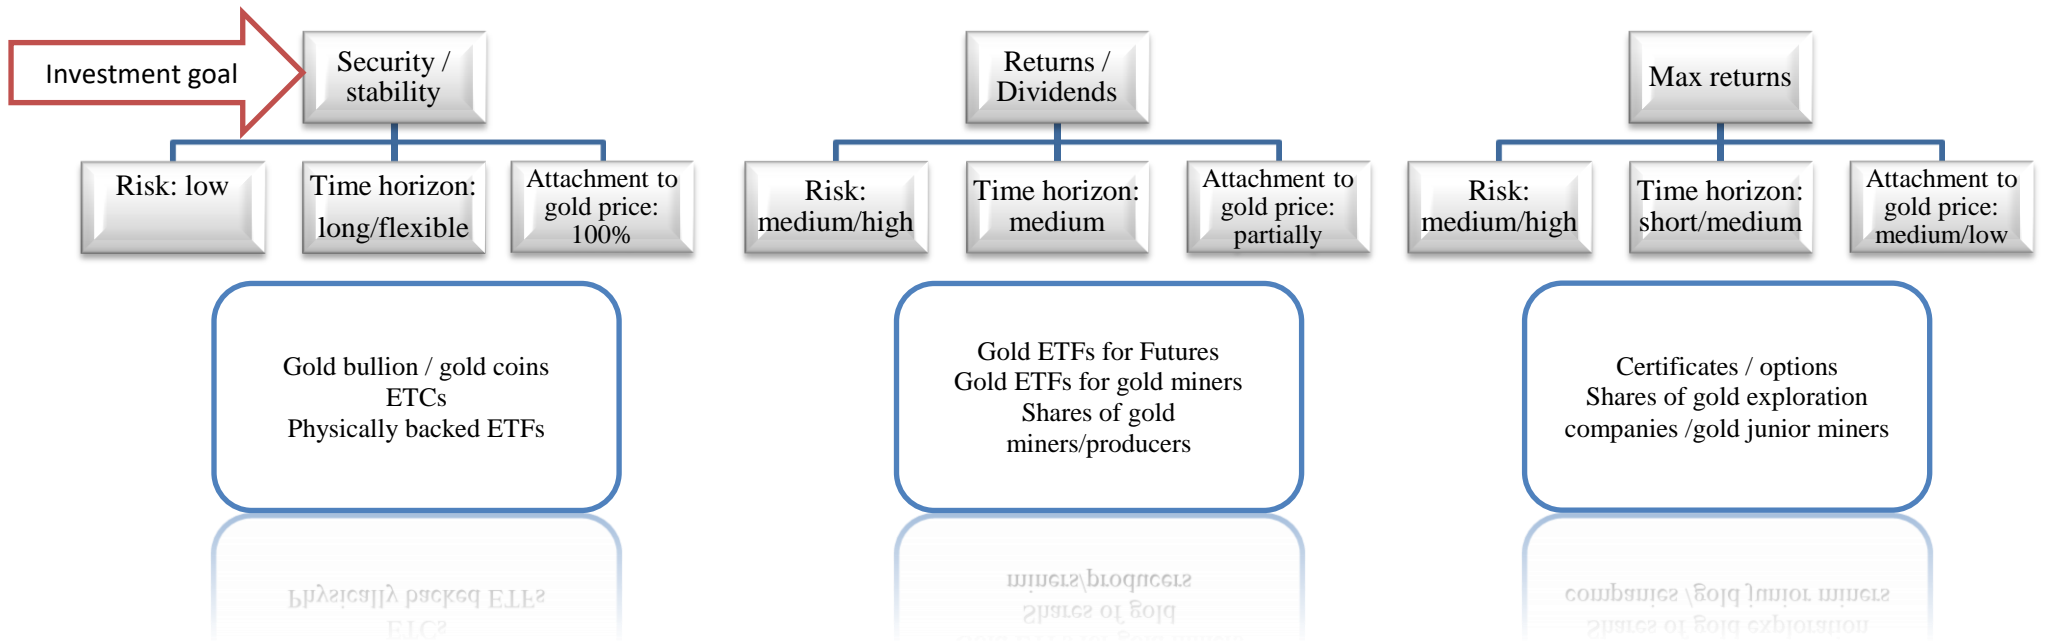 Investment goal
Security /
stability
Returns /
Dividends
Max returns
Risk: low
Time horizon:
long/flexible
Attachment to
gold price:
100%
Risk:
medium/high
Time horizon:
medium
Attachment to
gold price:
partially
Risk:
medium/high
Time horizon:
short/medium
Attachment to
gold price:
medium/low
Gold bullion / gold coins
ETCs
Physically backed ETFs
Gold ETFs for Futures
Gold ETFs for gold miners
Shares of gold
miners/producers
Certificates / options
Shares of gold exploration
companies /gold junior miners